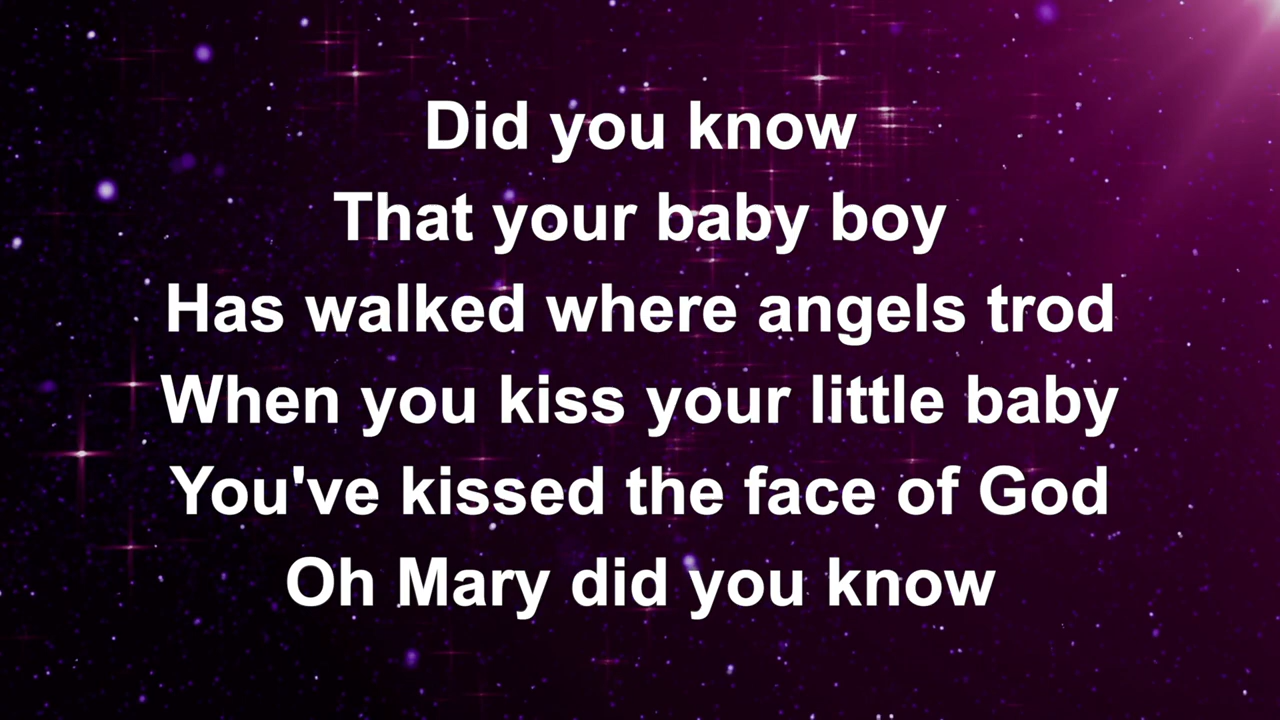 Did you know
That your baby boy
Has walked where angels trod
When you kiss your little baby
You've kissed the face of God
Oh Mary did you know